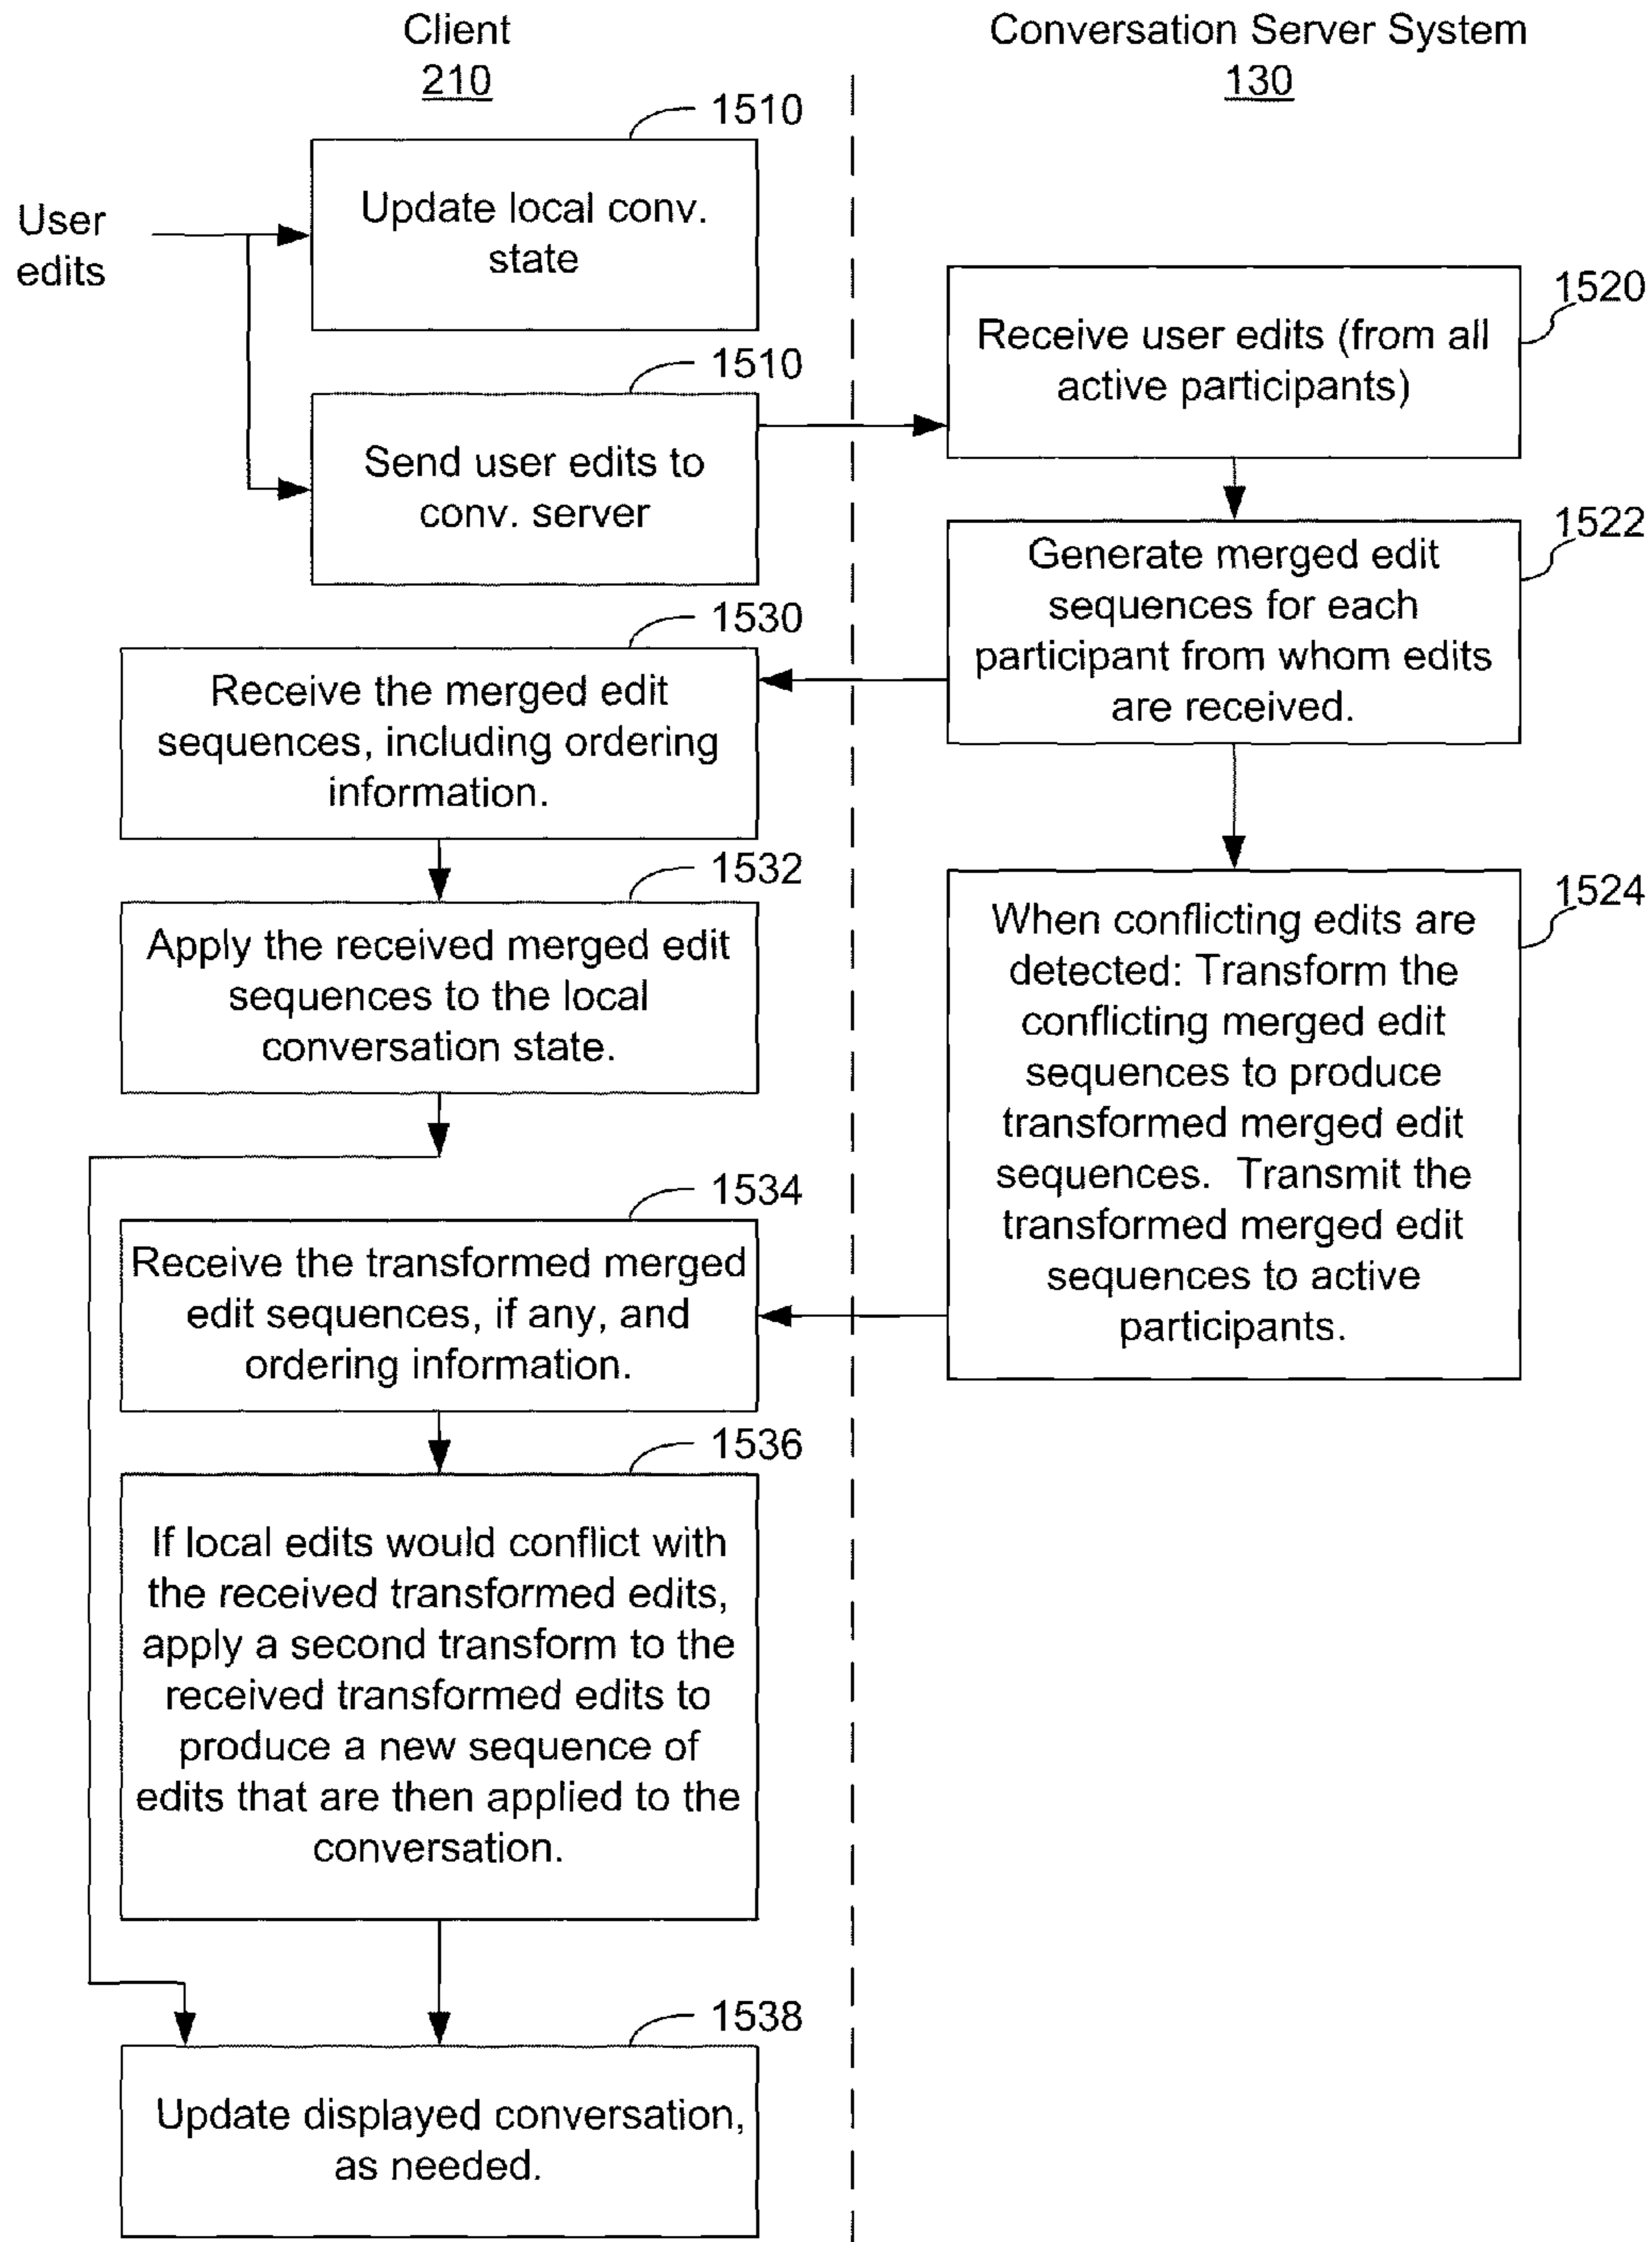 Client
210
Conversation Server System
130
User
edits
1510
Update local conv.
state
1510
Send user edits to
conv. server
1520
Receive user edits (from all
active participants)
1522
Generate merged edit
sequences for each
participant from whom edits
are received.
1530
Receive the merged edit
sequences, including ordering
information.
1532
Apply the received merged edit
sequences to the local
conversation state.
1524
When conflicting edits are
detected: Transform the
conflicting merged edit
sequences to produce
transformed merged edit
sequences. Transmit the
transformed merged edit
sequences to active
participants.
1534
Receive the transformed merged
edit sequences, if any, and
ordering information.
1536
If local edits would conflict with
the received transformed edits,
apply a second transform to the
received transformed edits to
produce a new sequence of
edits that are then applied to the
conversation.
1538
Update displayed conversation,
as needed.